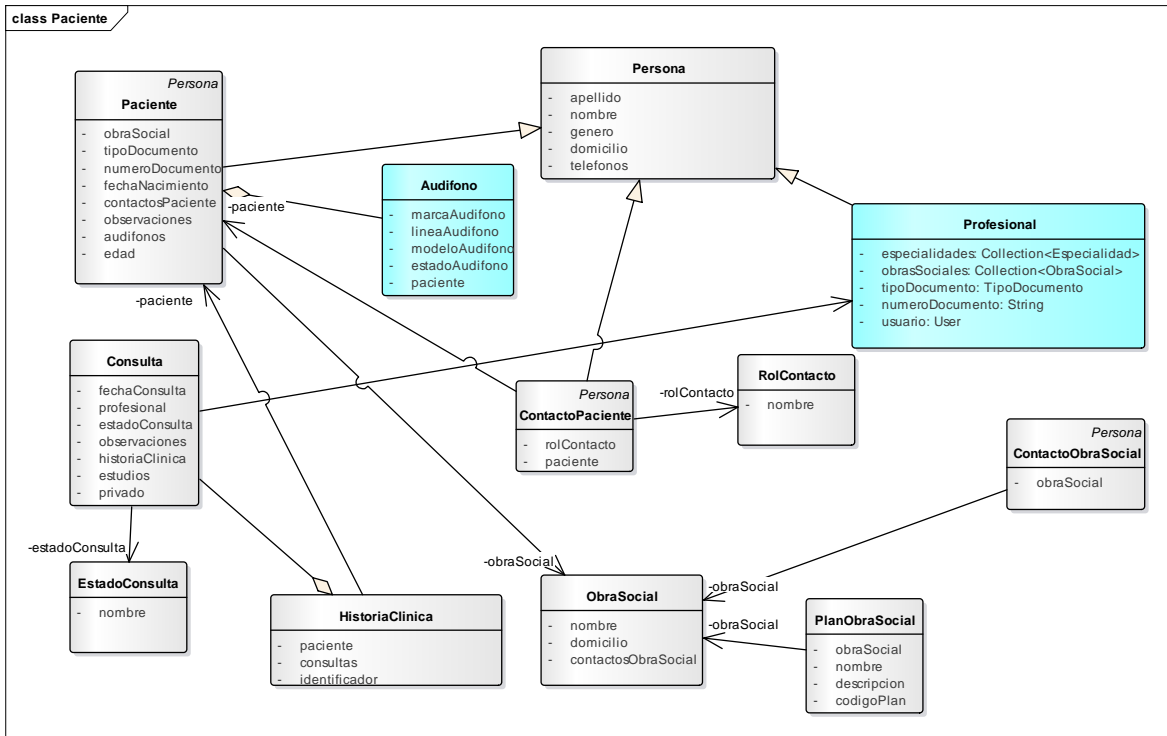 class Paciente
Persona
Paciente
- obraSocial
- tipoDocumento
- numeroDocumento
- fechaNacimiento
- contactosPaciente
- observaciones
- audifonos
- edad
Persona
- apellido
- nombre
- genero
- domicilio
- telefonos
-paciente
Audifono
- marcaAudifono
- lineaAudifono
- modeloAudifono
- estadoAudifono
- paciente
Profesional
- especialidades: Collection<Especialidad>
- obrasSociales: Collection<ObraSocial>
- tipoDocumento: TipoDocumento
- numeroDocumento: String
- usuario: User
-paciente
Consulta
- fechaConsulta
- profesional
- estadoConsulta
- observaciones
- historiaClinica
- estudios
- privado
Persona
ContactoPaciente
- rolContacto
- paciente
-rolContacto
RolContacto
- nombre
Persona
ContactoObraSocial
- obraSocial
-estadoConsulta
EstadoConsulta
- nombre
HistoriaClinica
- paciente
- consultas
- identificador
-obraSocial
ObraSocial
- nombre
- domicilio
- contactosObraSocial
-obraSocial
-obraSocial
PlanObraSocial
- obraSocial
- nombre
- descripcion
- codigoPlan